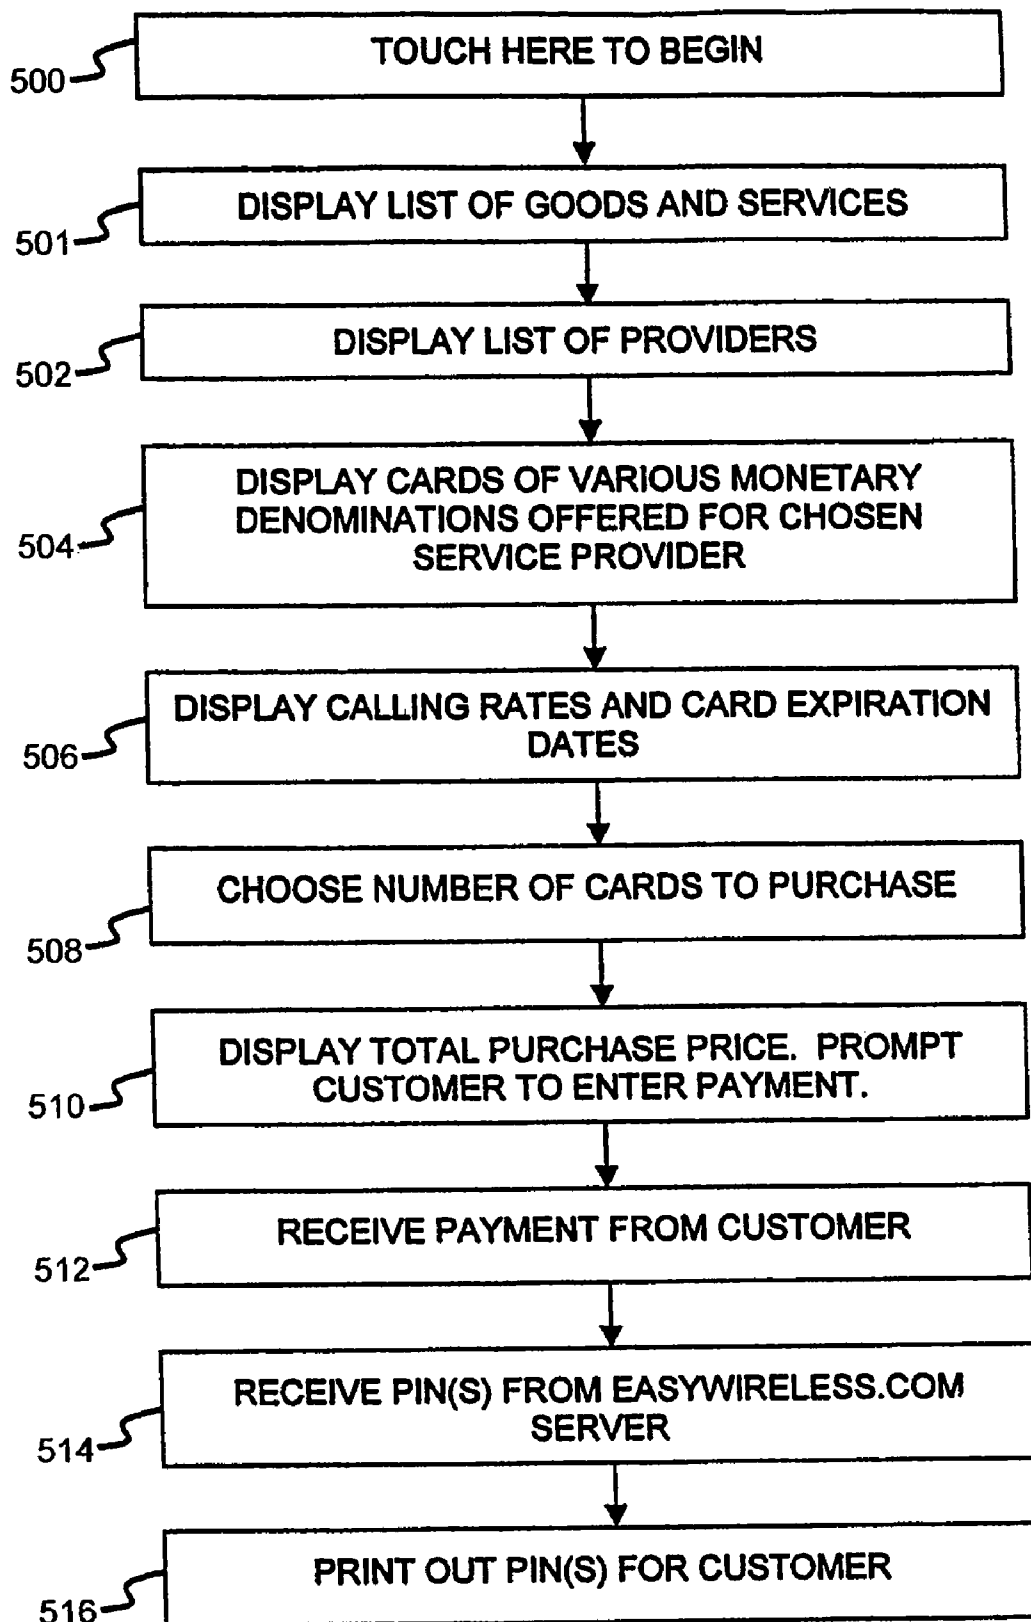 TOUCH HERE TO BEGIN
500
DISPLAY LIST OF GOODS AND SERVICES
501
DISPLAY LIST OF PROVIDERS
502
DISPLAY CARDS OF VARIOUS MONETARY
DENOMINATIONS OFFERED FOR CHOSEN
SERVICE PROVIDER
504
DISPLAY CALLING RATES AND CARD EXPIRATION
DATES
506
CHOOSE NUMBER OF CARDS TO PURCHASE
508
DISPLAY TOTAL PURCHASE PRICE. PROMPT
CUSTOMER TO ENTER PAYMENT.
510
RECEIVE PAYMENT FROM CUSTOMER
512
RECEIVE PIN(S) FROM EASYWIRELESS.COM
SERVER
514
PRINT OUT PIN(S) FOR CUSTOMER
516